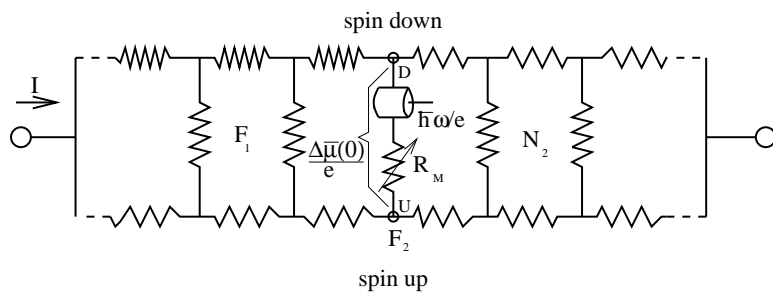 spin down
I
D
ħω/e
F₁
Δμ̅(0)
e
R_M
N₂
U
F₂
spin up